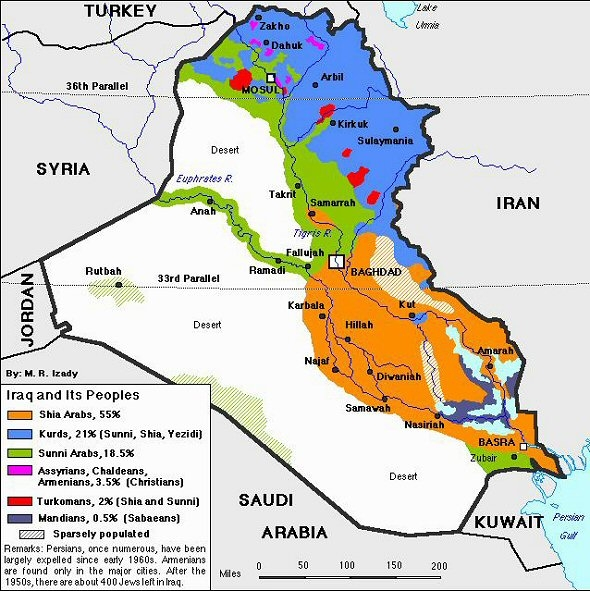 TURKEY
Lake
Urmia
Zakho
Dahuk
Arbil
MOSUL
36th Parallel
Kirkuk
Sulaymania
SYRIA
Desert
Euphrates R.
Takrit
Samarrah
IRAN
Anah
Tigris R.
Fallujah
BAGHDAD
Ramadi
Rutbah
33rd Parallel
JORDAN
Karbala
Kut
Hillah
Desert
Amarah
Najaf
Diwaniah
Samawah
Nasiriah
BASRA
Zubair
Desert
SAUDI
ARABIA
KUWAIT
Persian
Gulf
By: M. R. Izady
Iraq and Its Peoples
Shia Arabs, 55%
Kurds, 21% (Sunni, Shia, Yezidi)
Sunni Arabs, 18.5%
Assyrians, Chaldeans,
Armenians, 3.5% (Christians)
Turkomans, 2% (Shia and Sunni)
Mandians, 0.5% (Sabaeans)
Sparsely populated
Remarks: Persians, once numerous, have been
largely expelled since early 1960s. Armenians
are found only in the major cities. After the
1950s, there are about 400 Jews left in Iraq.
Miles 0 50 100 150 200